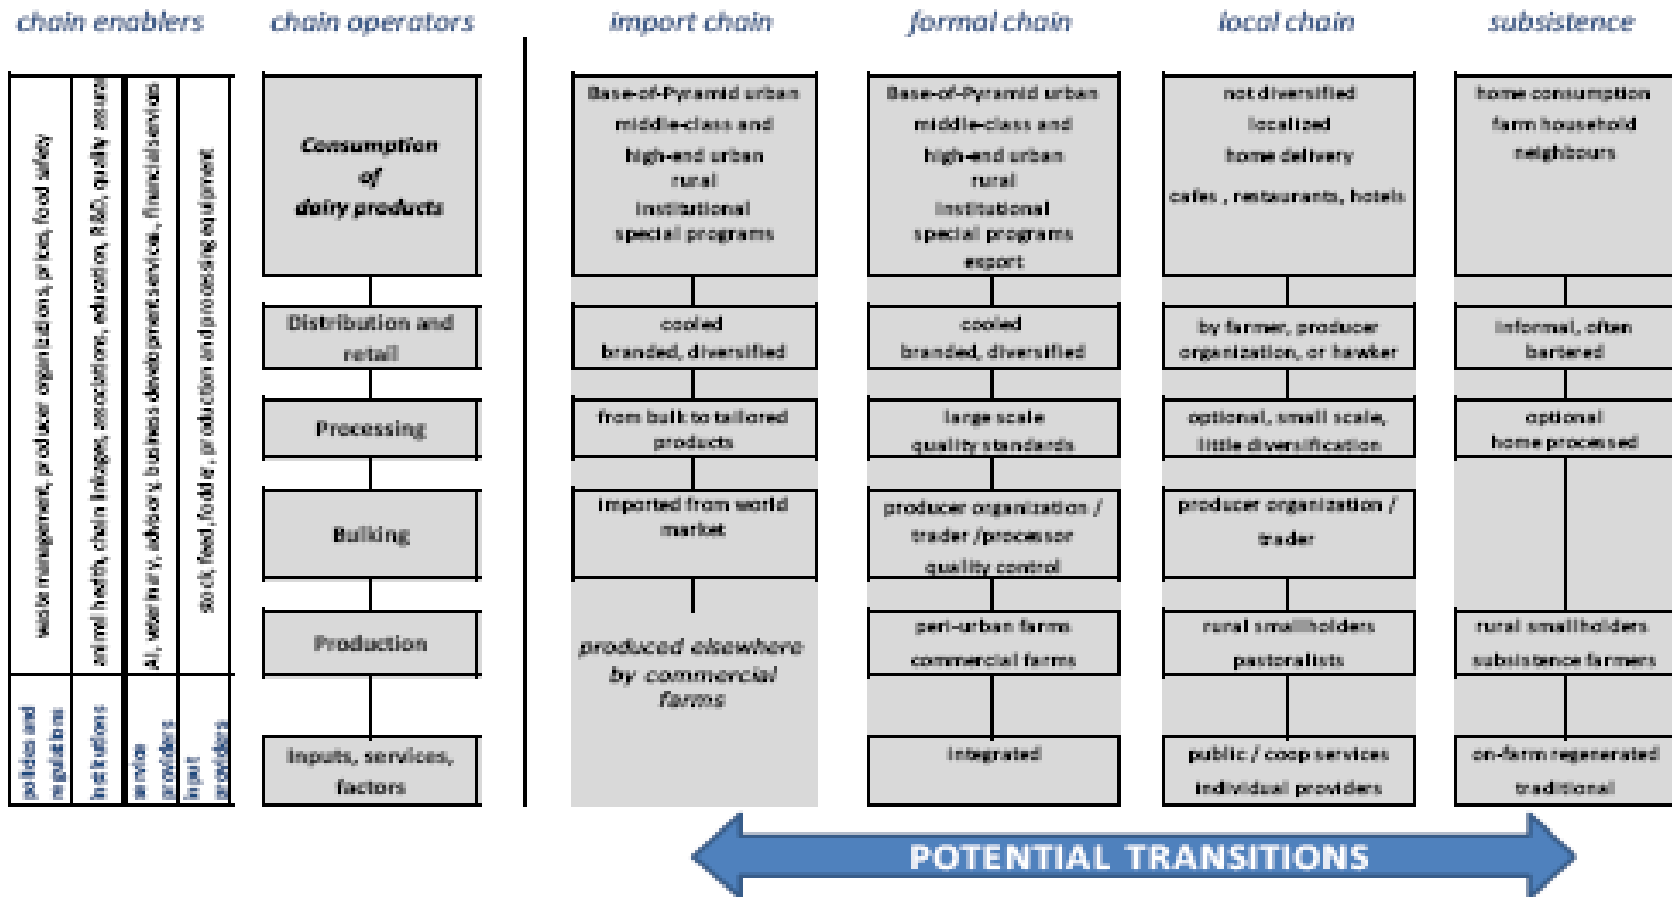 chain enablers
chain operators
import chain
formal chain
local chain
subsistence
waste management, producer organizations, prices, food safety
policies and
regulations
animal health, chain linkages, associations, education, R&D, quality assura
institutions
AI, veterinary, advisory, business development services, financial services
service
providers
stock, feed, fodder, production and processing equipment
input
providers
Consumption
of
dairy products
Distribution and
retail
Processing
Bulking
Production
inputs, services,
factors
Base-of-Pyramid urban
middle-class and
high-end urban
rural
institutional
special programs
cooled
branded, diversified
from bulk to tailored
products
imported from world
market
produced elsewhere
by commercial
farms
Base-of-Pyramid urban
middle-class and
high-end urban
rural
institutional
special programs
export
cooled
branded, diversified
large scale
quality standards
producer organization /
trader /processor
quality control
peri-urban farms
commercial farms
integrated
not diversified
localized
home delivery
cafes , restaurants, hotels
by farmer, producer
organization, or hawker
optional, small scale,
little diversification
producer organization /
trader
rural smallholders
pastoralists
public / coop services
individual providers
home consumption
farm household
neighbours
informal, often
bartered
optional
home processed
rural smallholders
subsistence farmers
on-farm regenerated
traditional
POTENTIAL TRANSITIONS